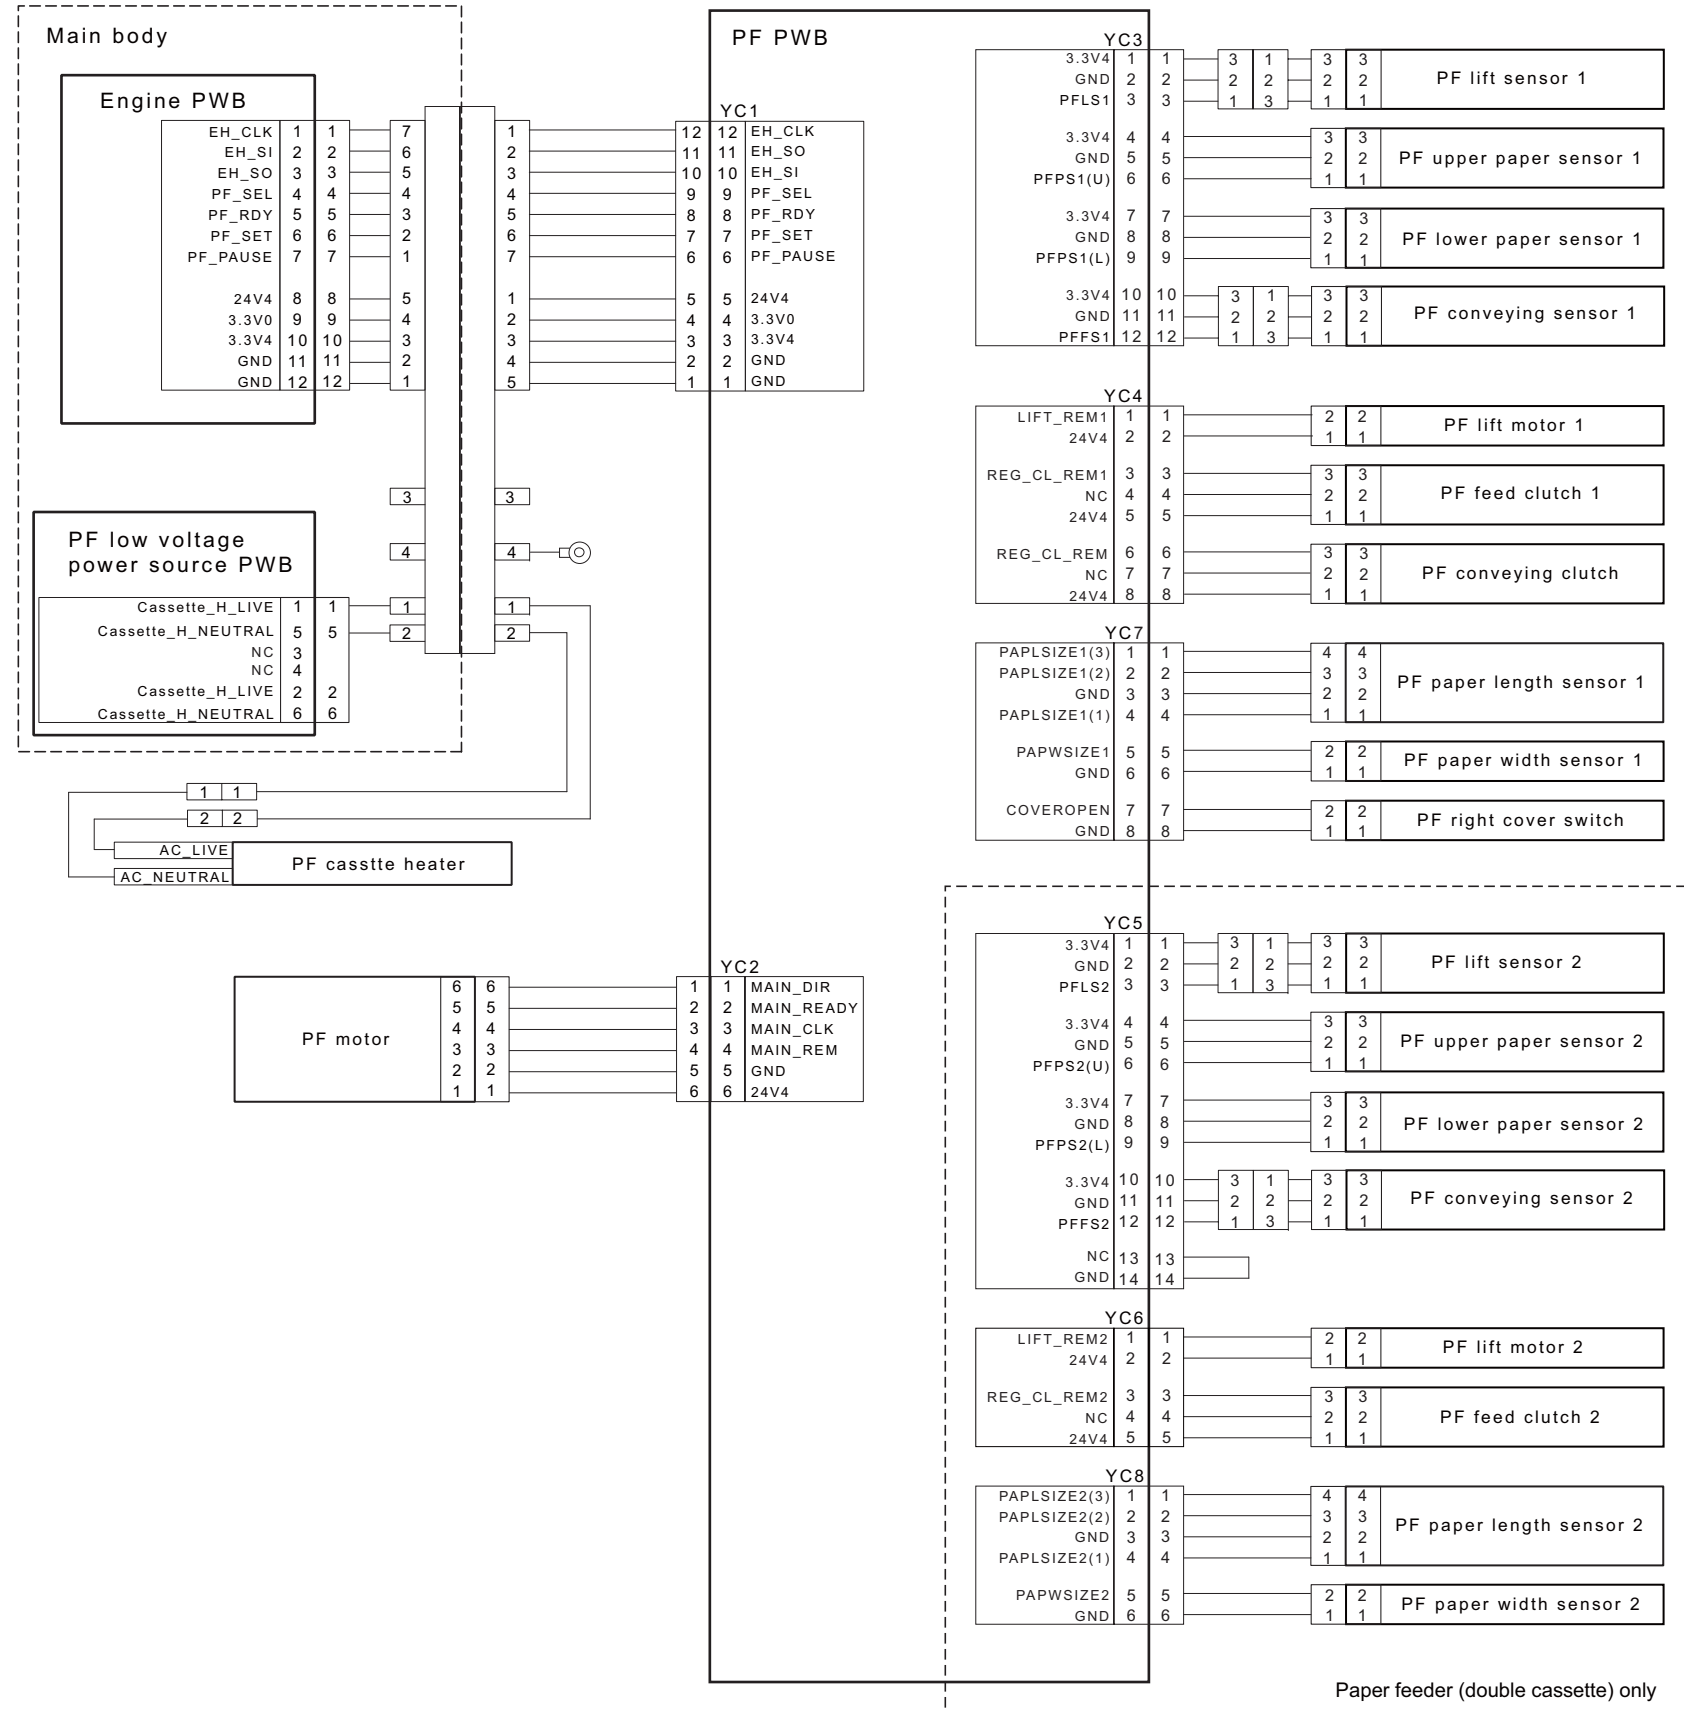 Main body
Engine PWB
EH_CLK 1 1 7
EH_SI 2 2 6
EH_SO 3 3 5
PF_SEL 4 4 4
PF_RDY 5 5 3
PF_SET 6 6 2
PF_PAUSE 7 7 1
24V4 8 8 5
3.3V0 9 9 4
3.3V4 10 10 3
GND 11 11 2
GND 12 12 1
3 3
4 4
PF low voltage
power source PWB
Cassette_H_LIVE 1 1 1 1
Cassette_H_NEUTRAL 5 5 2 2
NC 3
NC 4
Cassette_H_LIVE 2 2
Cassette_H_NEUTRAL 6 6
1 1
2 2
AC_LIVE
AC_NEUTRAL
PF casstte heater
PF PWB
YC1
1 12 12 EH_CLK
2 11 11 EH_SO
3 10 10 EH_SI
4 9 9 PF_SEL
5 8 8 PF_RDY
6 7 7 PF_SET
7 6 6 PF_PAUSE
1 5 5 24V4
2 4 4 3.3V0
3 3 3 3.3V4
4 2 2 GND
5 1 1 GND
PF motor
YC2
6 6 1 1 MAIN_DIR
5 5 2 2 MAIN_READY
4 4 3 3 MAIN_CLK
3 3 4 4 MAIN_REM
2 2 5 5 GND
1 1 6 6 24V4
YC3
3.3V4 1 1 3 1 3 3
GND 2 2 2 2 2 2
PFLS1 3 3 1 3 1 1
PF lift sensor 1
3.3V4 4 4 3 3
GND 5 5 2 2
PFPS1(U) 6 6 1 1
PF upper paper sensor 1
3.3V4 7 7 3 3
GND 8 8 2 2
PFPS1(L) 9 9 1 1
PF lower paper sensor 1
3.3V4 10 10 3 1 3 3
GND 11 11 2 2 2 2
PFFS1 12 12 1 3 1 1
PF conveying sensor 1
YC4
LIFT_REM1 1 1 2 2
24V4 2 2 1 1
PF lift motor 1
REG_CL_REM1 3 3 3 3
NC 4 4 2 2
24V4 5 5 1 1
PF feed clutch 1
REG_CL_REM 6 6 3 3
NC 7 7 2 2
24V4 8 8 1 1
PF conveying clutch
YC7
PAPLSIZE1(3) 1 1 4 4
PAPLSIZE1(2) 2 2 3 3
GND 3 3 2 2
PAPLSIZE1(1) 4 4 1 1
PF paper length sensor 1
PAPWSIZE1 5 5 2 2
GND 6 6 1 1
PF paper width sensor 1
COVEROPEN 7 7 2 2
GND 8 8 1 1
PF right cover switch
YC5
3.3V4 1 1 3 1 3 3
GND 2 2 2 2 2 2
PFLS2 3 3 1 3 1 1
PF lift sensor 2
3.3V4 4 4 3 3
GND 5 5 2 2
PFPS2(U) 6 6 1 1
PF upper paper sensor 2
3.3V4 7 7 3 3
GND 8 8 2 2
PFPS2(L) 9 9 1 1
PF lower paper sensor 2
3.3V4 10 10 3 1 3 3
GND 11 11 2 2 2 2
PFFS2 12 12 1 3 1 1
PF conveying sensor 2
NC 13 13
GND 14 14
YC6
LIFT_REM2 1 1 2 2
24V4 2 2 1 1
PF lift motor 2
REG_CL_REM2 3 3 3 3
NC 4 4 2 2
24V4 5 5 1 1
PF feed clutch 2
YC8
PAPLSIZE2(3) 1 1 4 4
PAPLSIZE2(2) 2 2 3 3
GND 3 3 2 2
PAPLSIZE2(1) 4 4 1 1
PF paper length sensor 2
PAPWSIZE2 5 5 2 2
GND 6 6 1 1
PF paper width sensor 2
Paper feeder (double cassette) only